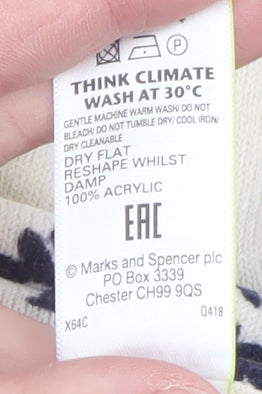 P
THINK CLIMATE
WASH AT 30°C
GENTLE MACHINE WARM WASH/ DO NOT
BLEACH/ DO NOT TUMBLE DRY/ COOL IRON/
DRY CLEANABLE
DRY FLAT
RESHAPE WHILST
DAMP
100% ACRYLIC
EAC
© Marks and Spencer plc
PO Box 3339
Chester CH99 9QS
X64C Q418